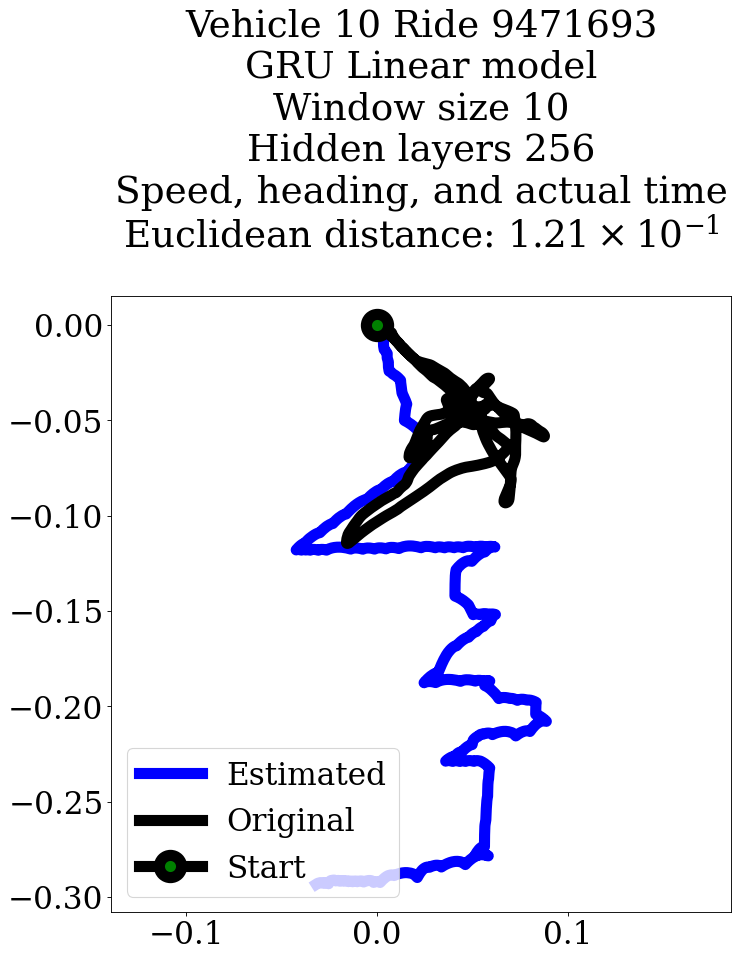 Vehicle 10 Ride 9471693
GRU Linear model
Window size 10
Hidden layers 256
Speed, heading, and actual time
Euclidean distance: 1.21 × 10⁻¹
0.00
−0.05
−0.10
−0.15
−0.20
−0.25
−0.30
Estimated
Original
Start
−0.1 0.0 0.1